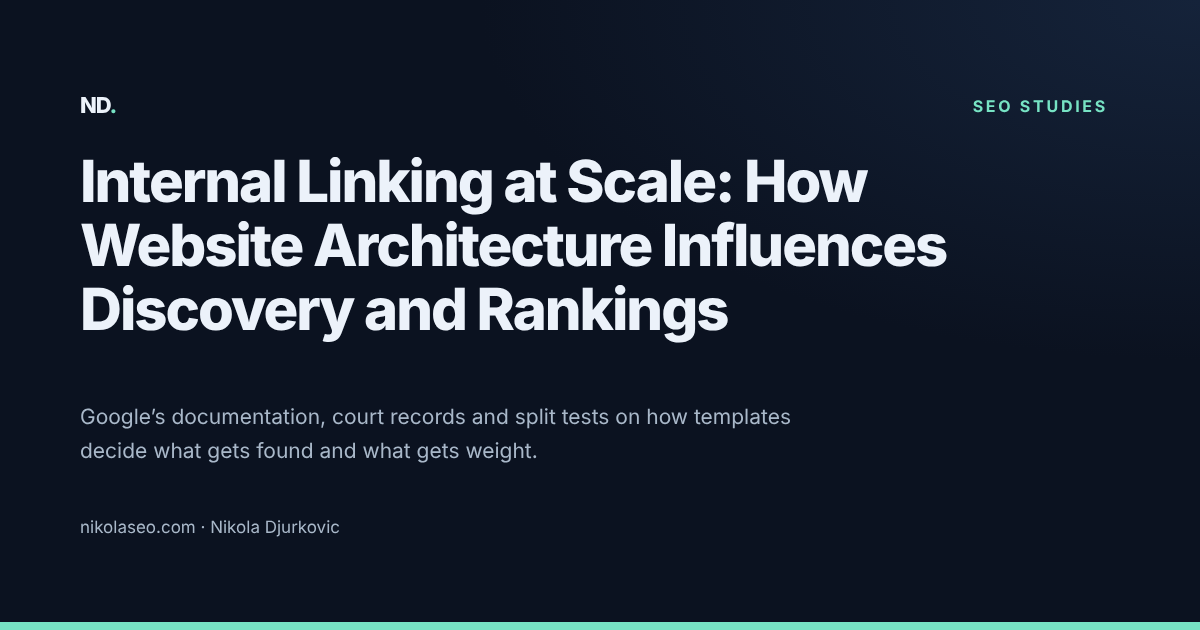 ND.
SEO STUDIES
Internal Linking at Scale: How
Website Architecture Influences
Discovery and Rankings
Google’s documentation, court records and split tests on how templates
decide what gets found and what gets weight.
nikolaseo.com · Nikola Djurkovic